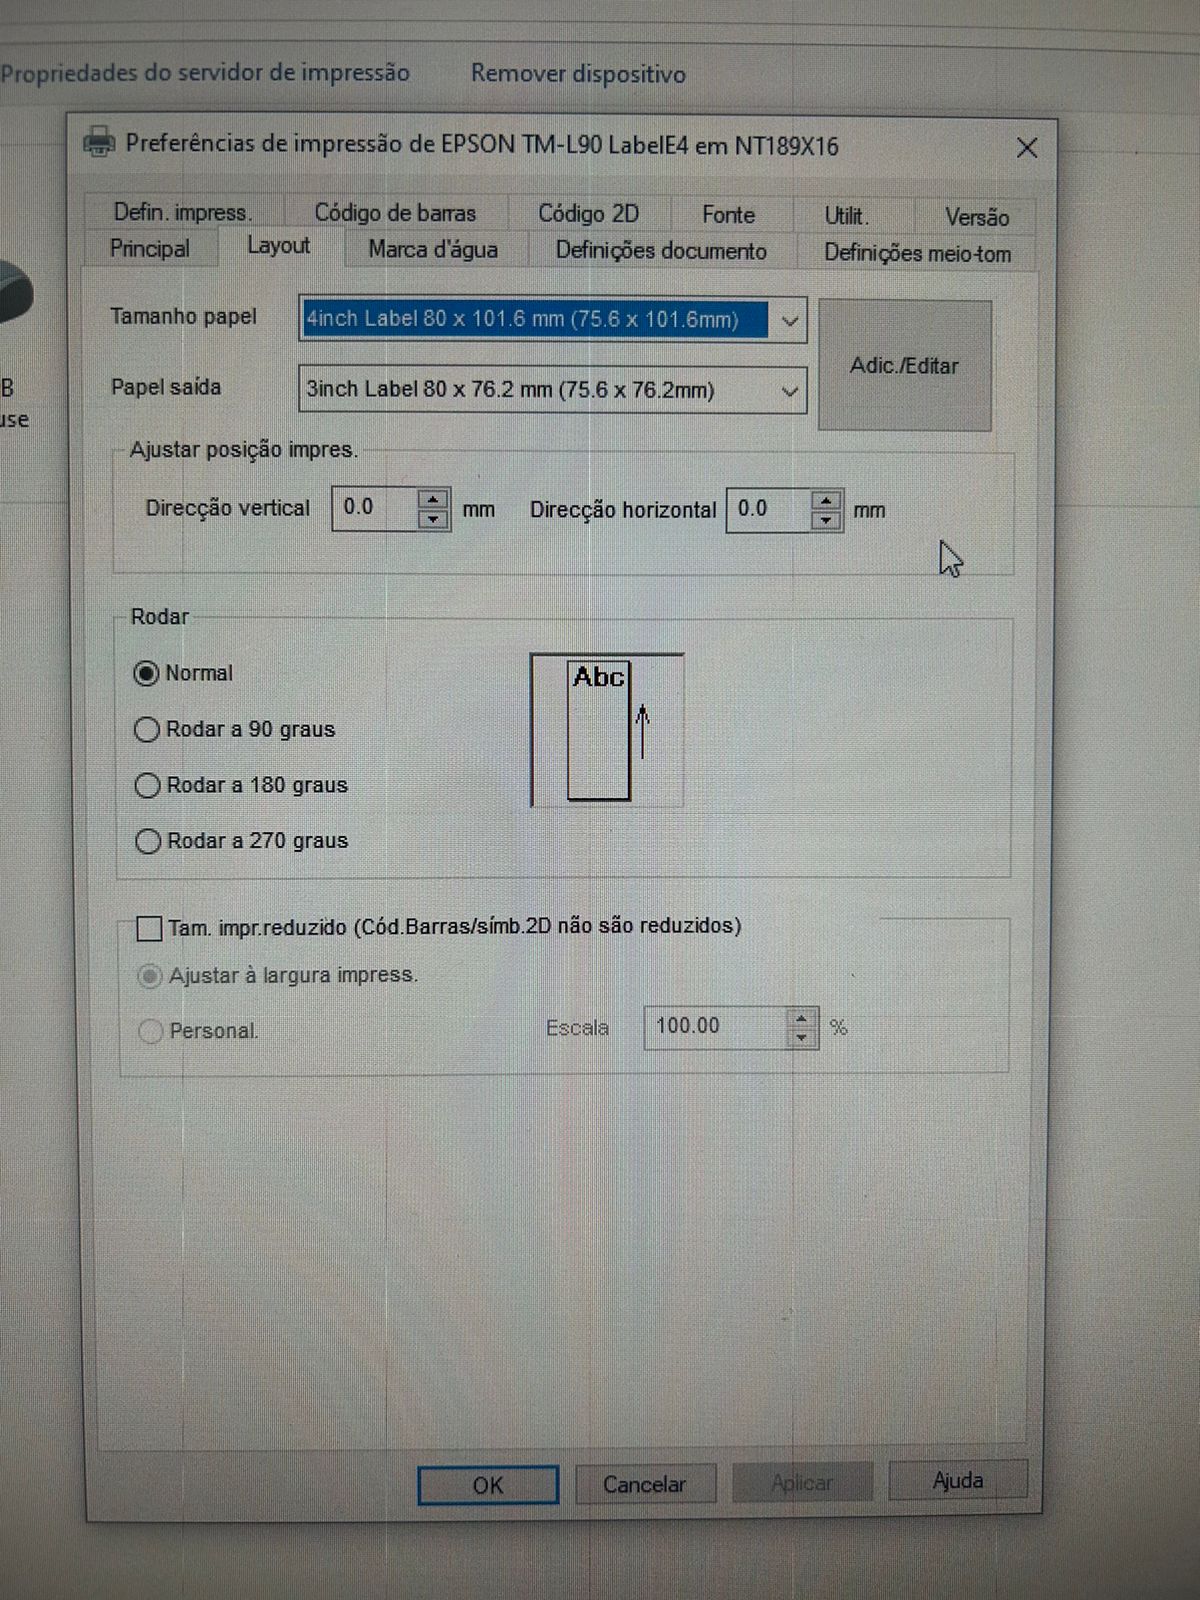 Propriedades do servidor de impressão Remover dispositivo
Preferências de impressão de EPSON TM-L90 LabelE4 em NT189X16
Defin. impress. Código de barras Código 2D Fonte Utilit. Versão
Principal Layout Marca d'água Definições documento Definições meio-tom
Tamanho papel 4inch Label 80 x 101.6 mm (75.6 x 101.6mm)
Adic./Editar
B
Papel saída 3inch Label 80 x 76.2 mm (75.6 x 76.2mm)
use
Ajustar posição impres.
Direcção vertical 0.0 mm Direcção horizontal 0.0 mm
Rodar
Normal
Abc
Rodar a 90 graus
Rodar a 180 graus
Rodar a 270 graus
Tam. impr.reduzido (Cód.Barras/símb.2D não são reduzidos)
Ajustar à largura impress.
Personal. Escala 100.00 %
OK Cancelar Aplicar Ajuda